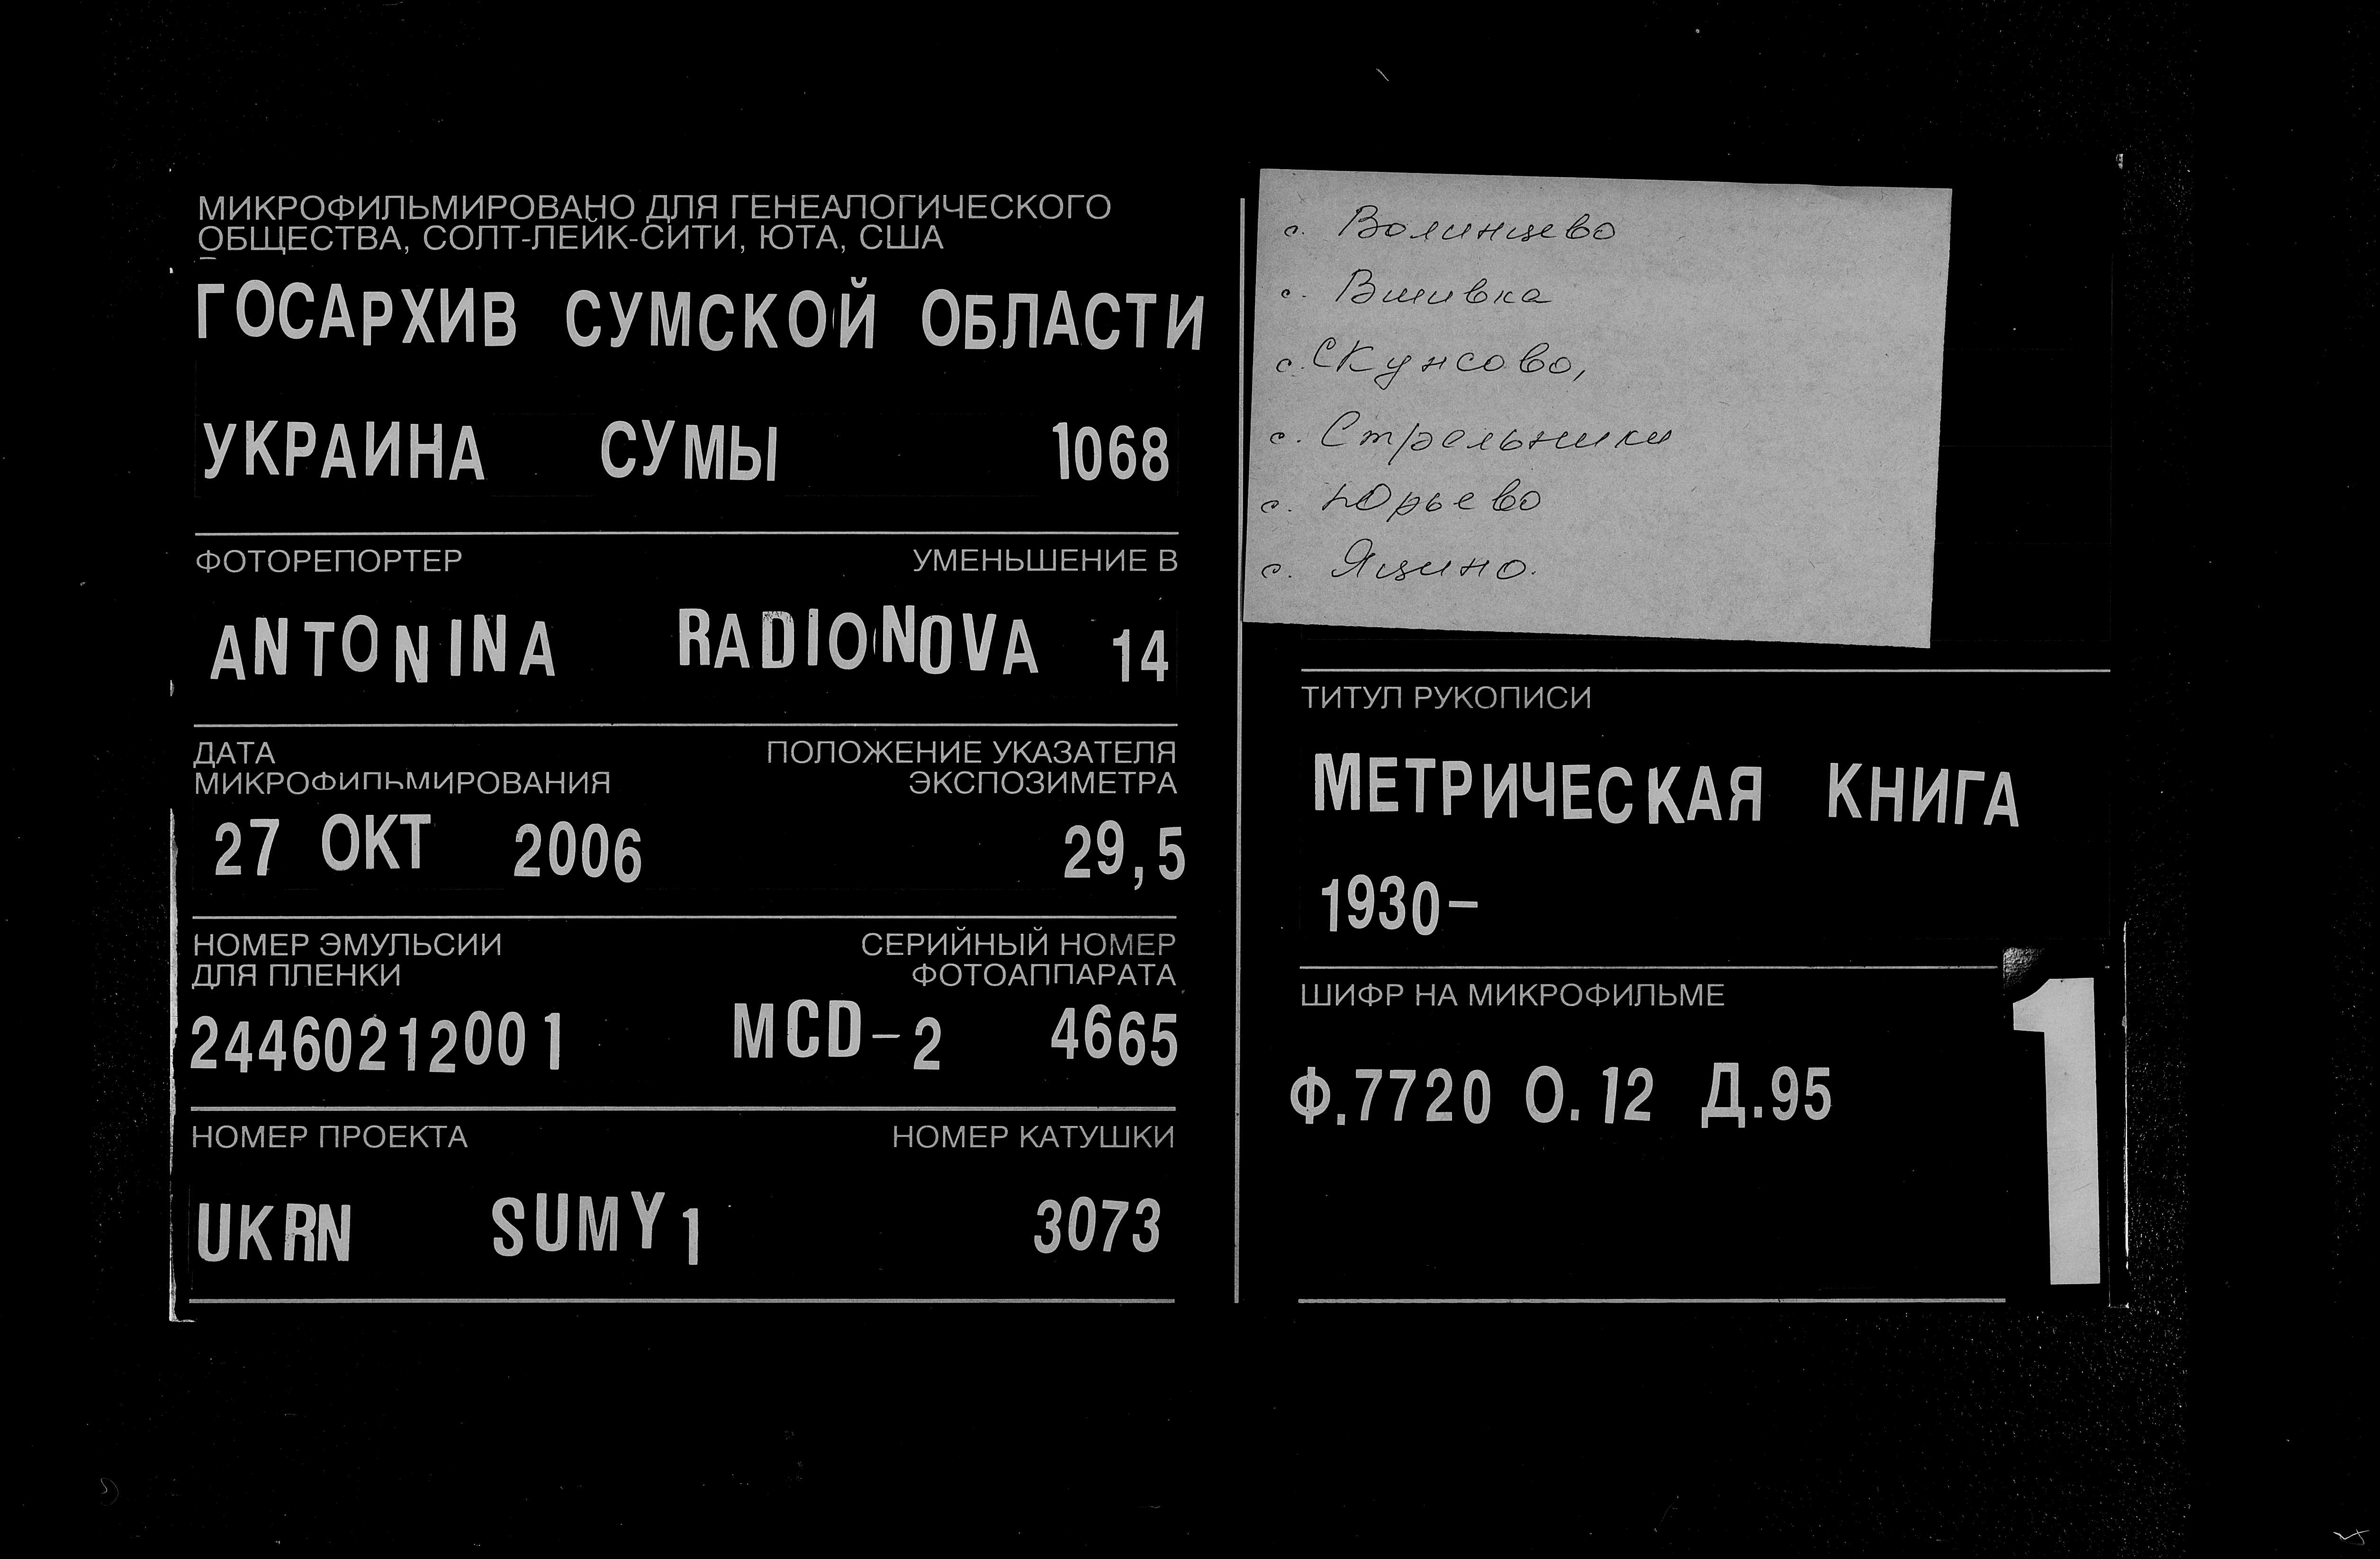 МИКРОФИЛЬМИРОВАНО ДЛЯ ГЕНЕАЛОГИЧЕСКОГО
ОБЩЕСТВА, СОЛТ-ЛЕЙК-СИТИ, ЮТА, США
ГОСАРХИВ СУМСКОЙ ОБЛАСТИ
УКРАИНА СУМЫ 1068
ФОТОРЕПОРТЕР УМЕНЬШЕНИЕ В
ANTONINA RADIONOVA 14
ДАТА ПОЛОЖЕНИЕ УКАЗАТЕЛЯ
МИКРОФИЛЬМИРОВАНИЯ ЭКСПОЗИМЕТРА
27 ОКТ 2006 29,5
НОМЕР ЭМУЛЬСИИ СЕРИЙНЫЙ НОМЕР
ДЛЯ ПЛЕНКИ ФОТОАППАРАТА
24460212001 MCD-2 4665
НОМЕР ПРОЕКТА НОМЕР КАТУШКИ
UKRN SUMY1 3073
с. Волинцево
с. Вшивка
с. Скунсово,
с. Стрельники
с. Юрьево
с. Яцино.
ТИТУЛ РУКОПИСИ
МЕТРИЧЕСКАЯ КНИГА
1930-
ШИФР НА МИКРОФИЛЬМЕ
Ф.7720 О.12 Д.95
1